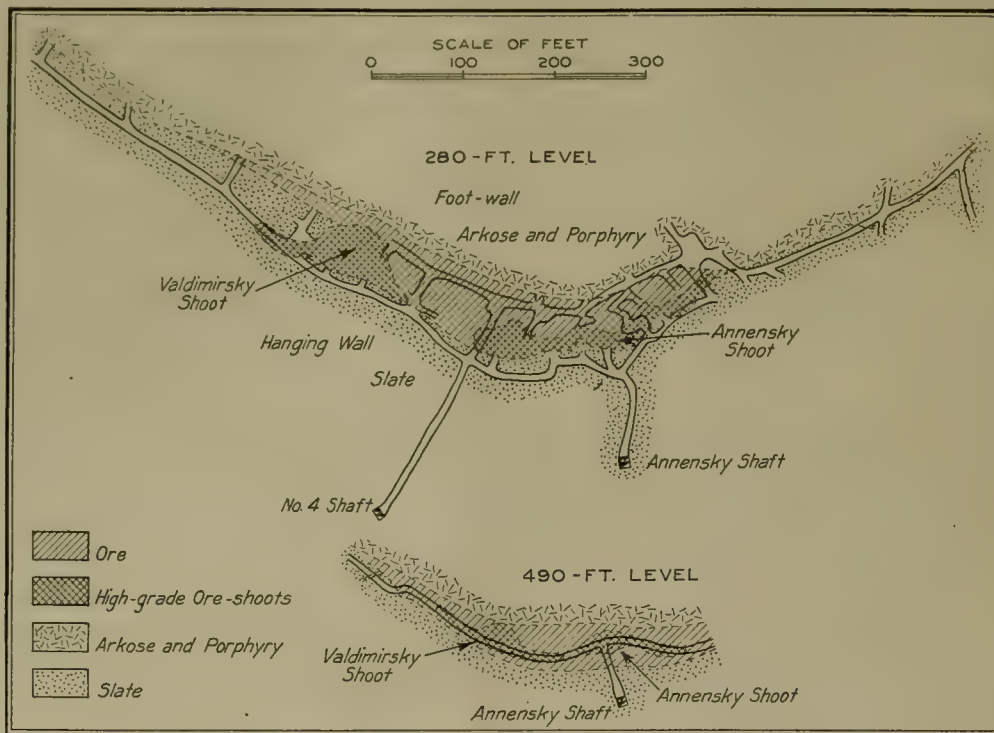 SCALE OF FEET
0 100 200 300
280-FT. LEVEL
Foot-wall
Arkose and Porphyry
Valdimirsky
Shoot
Hanging Wall
Slate
Annensky
Shoot
Annensky Shaft
No. 4 Shaft
Ore
High-grade Ore-shoots
Arkose and Porphyry
Slate
490-FT. LEVEL
Valdimirsky
Shoot
Annensky Shoot
Annensky Shaft